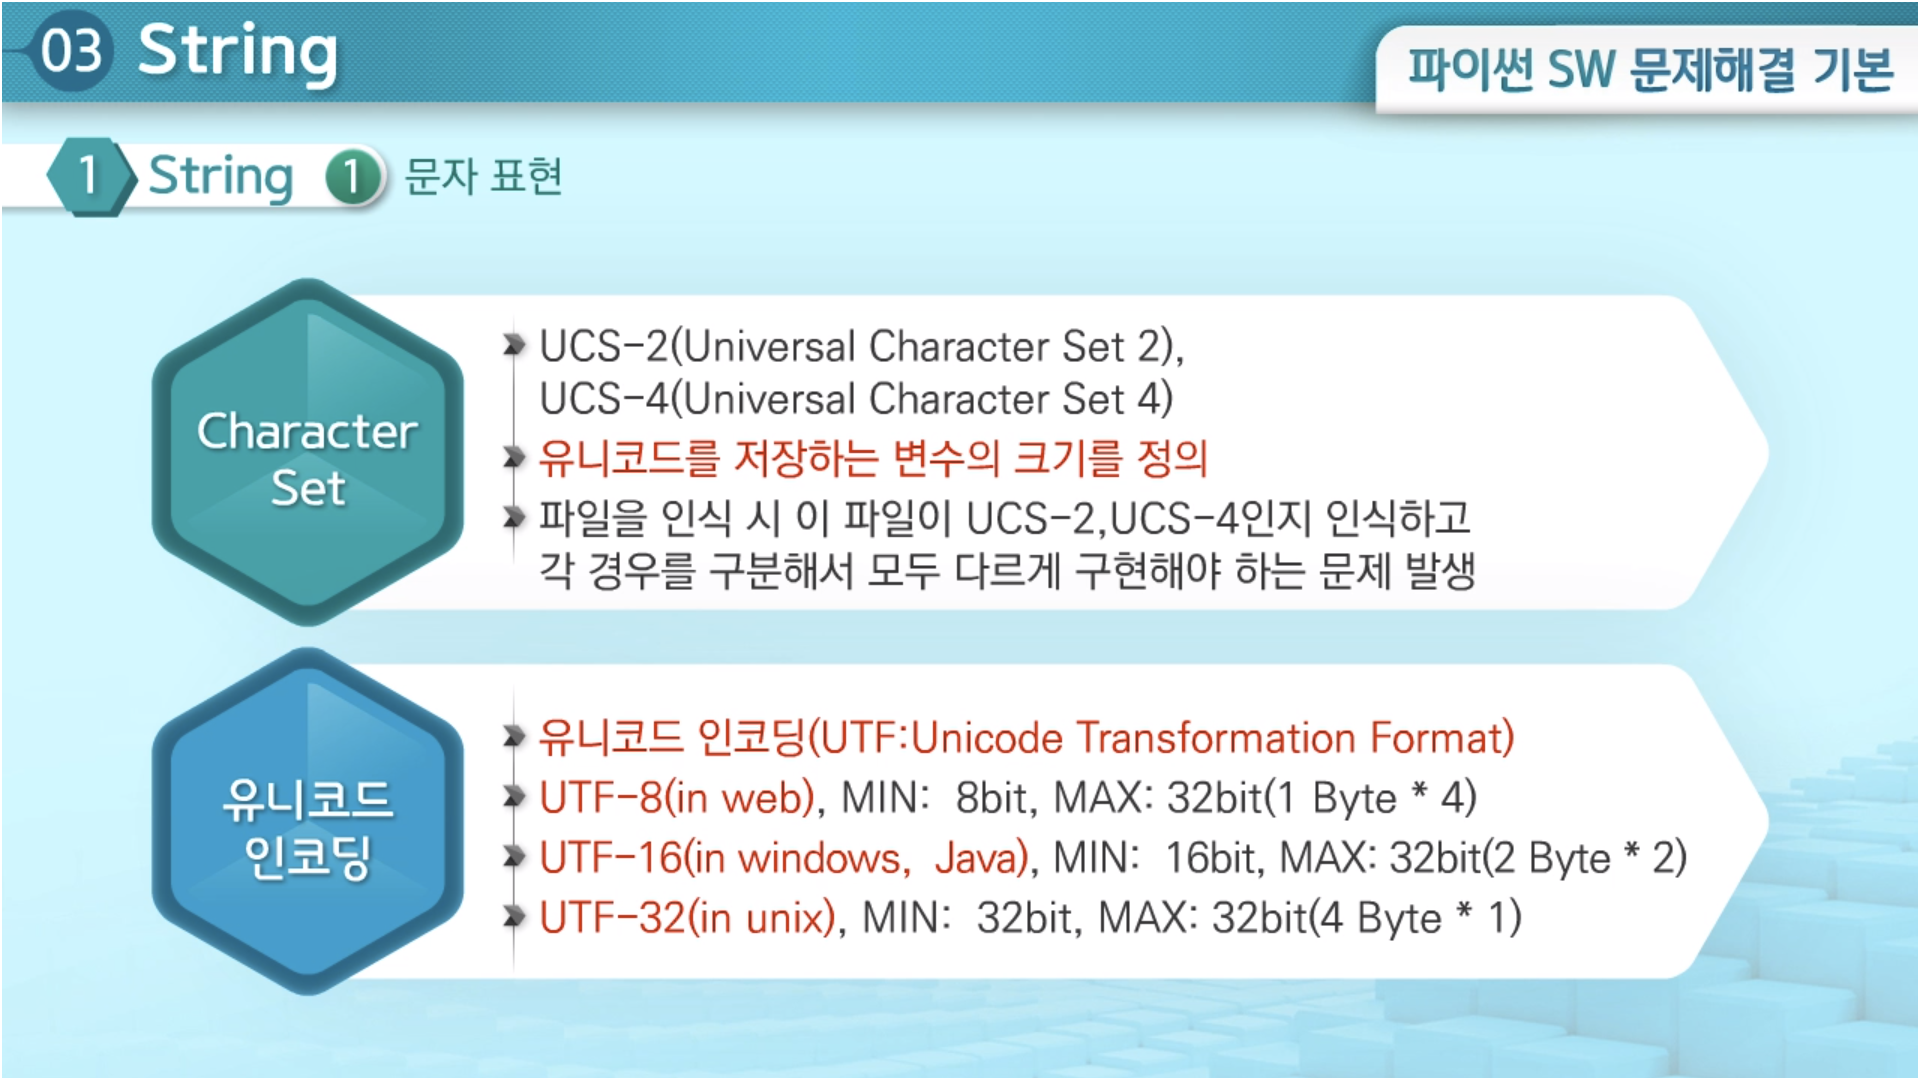 03 String
파이썬 SW 문제해결 기본
1 String 1 문자 표현
Character
Set
UCS-2(Universal Character Set 2),
UCS-4(Universal Character Set 4)
유니코드를 저장하는 변수의 크기를 정의
파일을 인식 시 이 파일이 UCS-2,UCS-4인지 인식하고
각 경우를 구분해서 모두 다르게 구현해야 하는 문제 발생
유니코드
인코딩
유니코드 인코딩(UTF:Unicode Transformation Format)
UTF-8(in web), MIN: 8bit, MAX: 32bit(1 Byte * 4)
UTF-16(in windows, Java), MIN: 16bit, MAX: 32bit(2 Byte * 2)
UTF-32(in unix), MIN: 32bit, MAX: 32bit(4 Byte * 1)